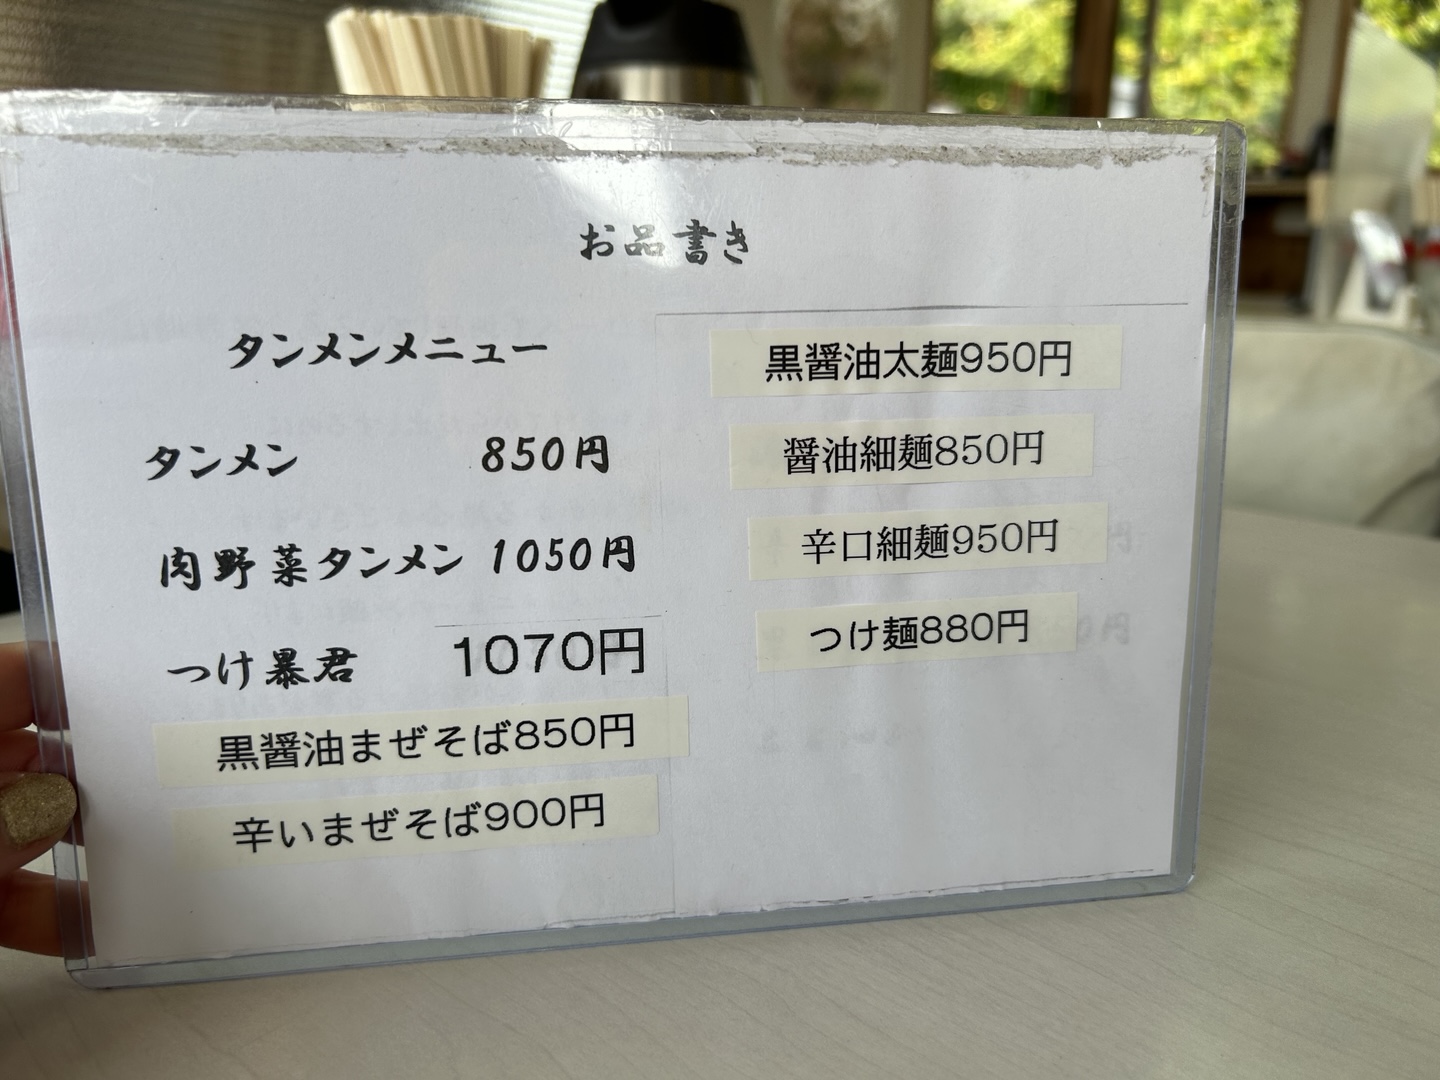 お品書き
タンメンメニュー
タンメン 850円
肉野菜タンメン 1050円
つけ暴君 1070円
黒醤油まぜそば850円
辛いまぜそば900円
黒醤油太麺950円
醤油細麺850円
辛口細麺950円
つけ麺880円